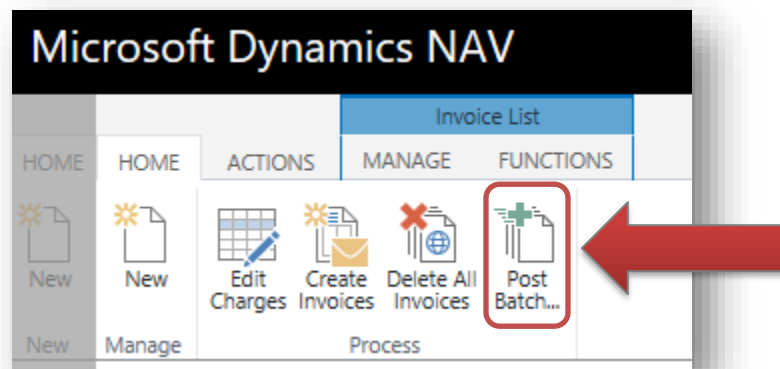 Microsoft Dynamics NAV
Invoice List
HOME HOME ACTIONS MANAGE FUNCTIONS
New New Edit Create Delete All Post
Charges Invoices Invoices Batch...
New Manage Process